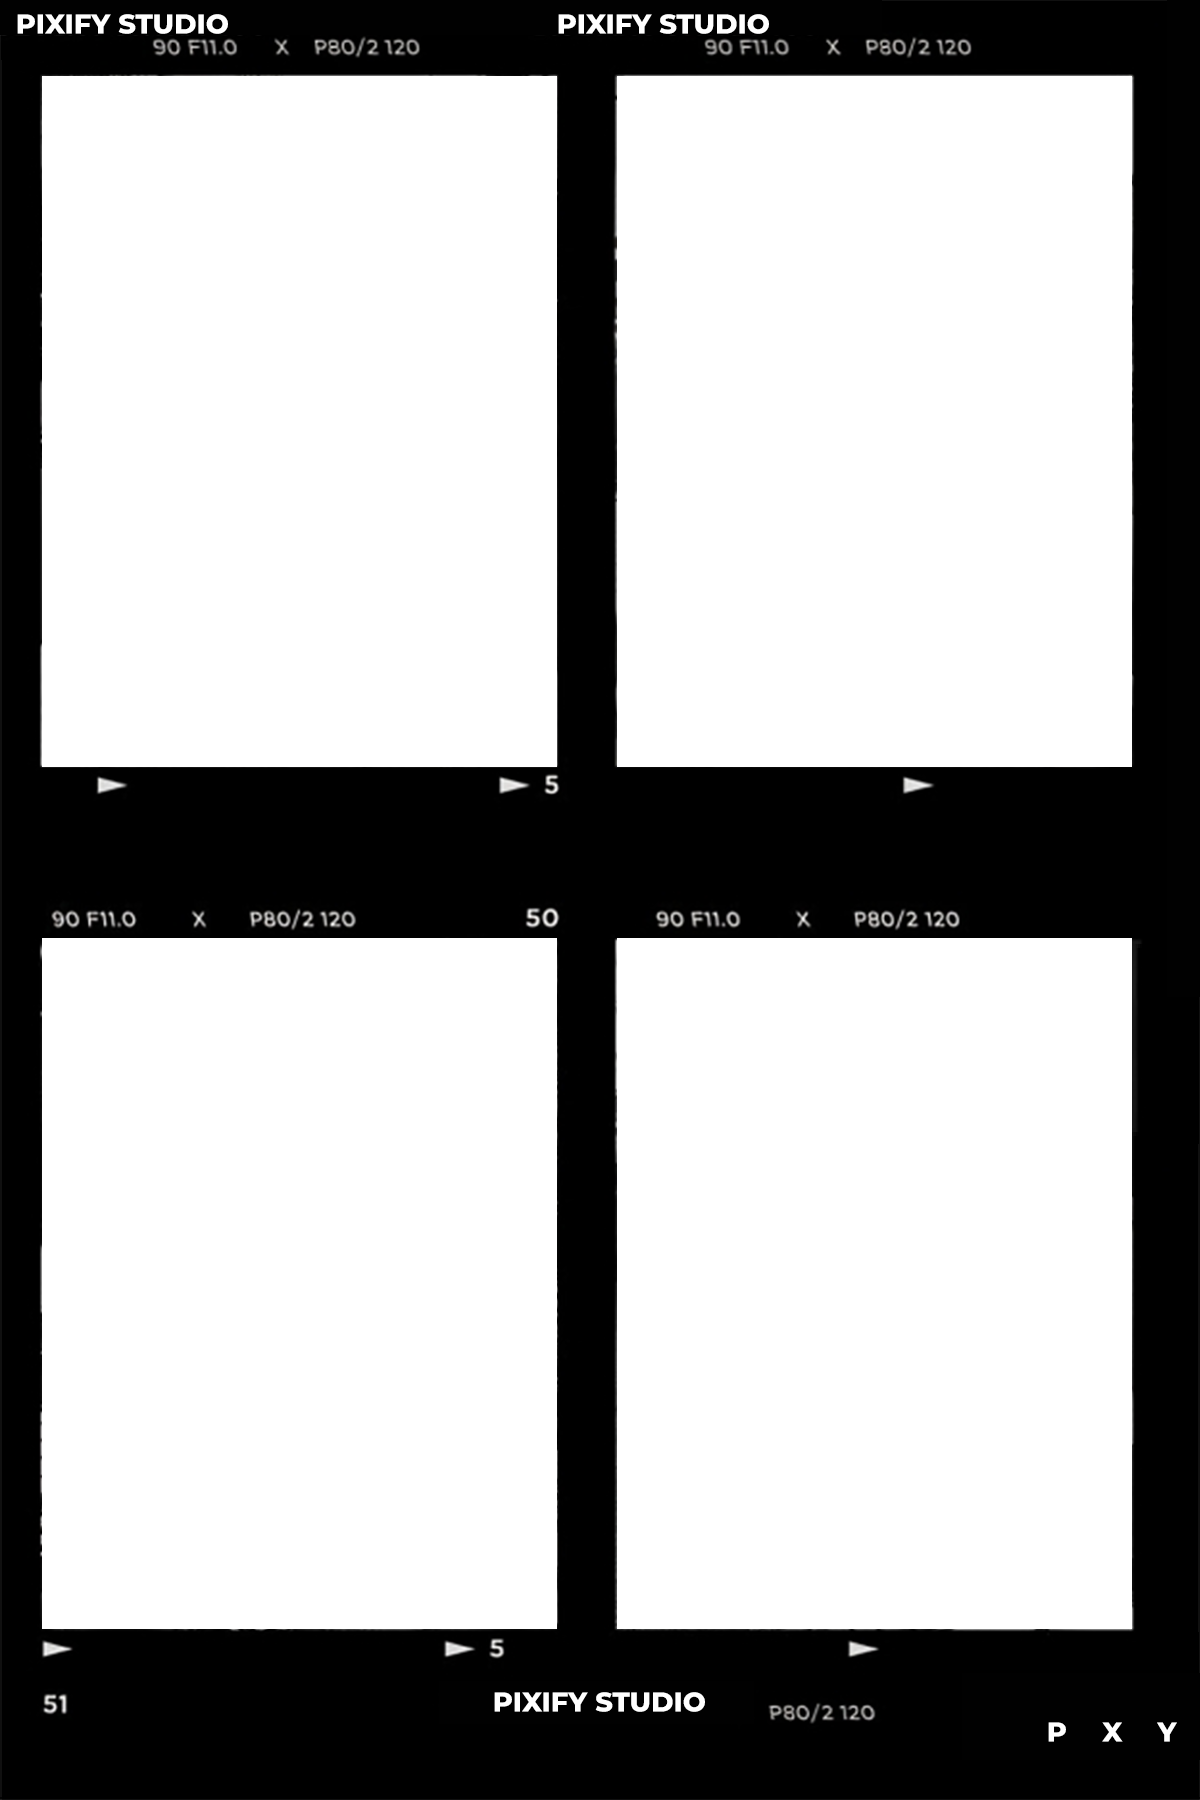 PIXIFY STUDIO PIXIFY STUDIO
90 F11.0 X P80/2 120 90 F11.0 X P80/2 120
5
90 F11.0 X P80/2 120 50 90 F11.0 X P80/2 120
5
51 PIXIFY STUDIO P80/2 120
P X Y